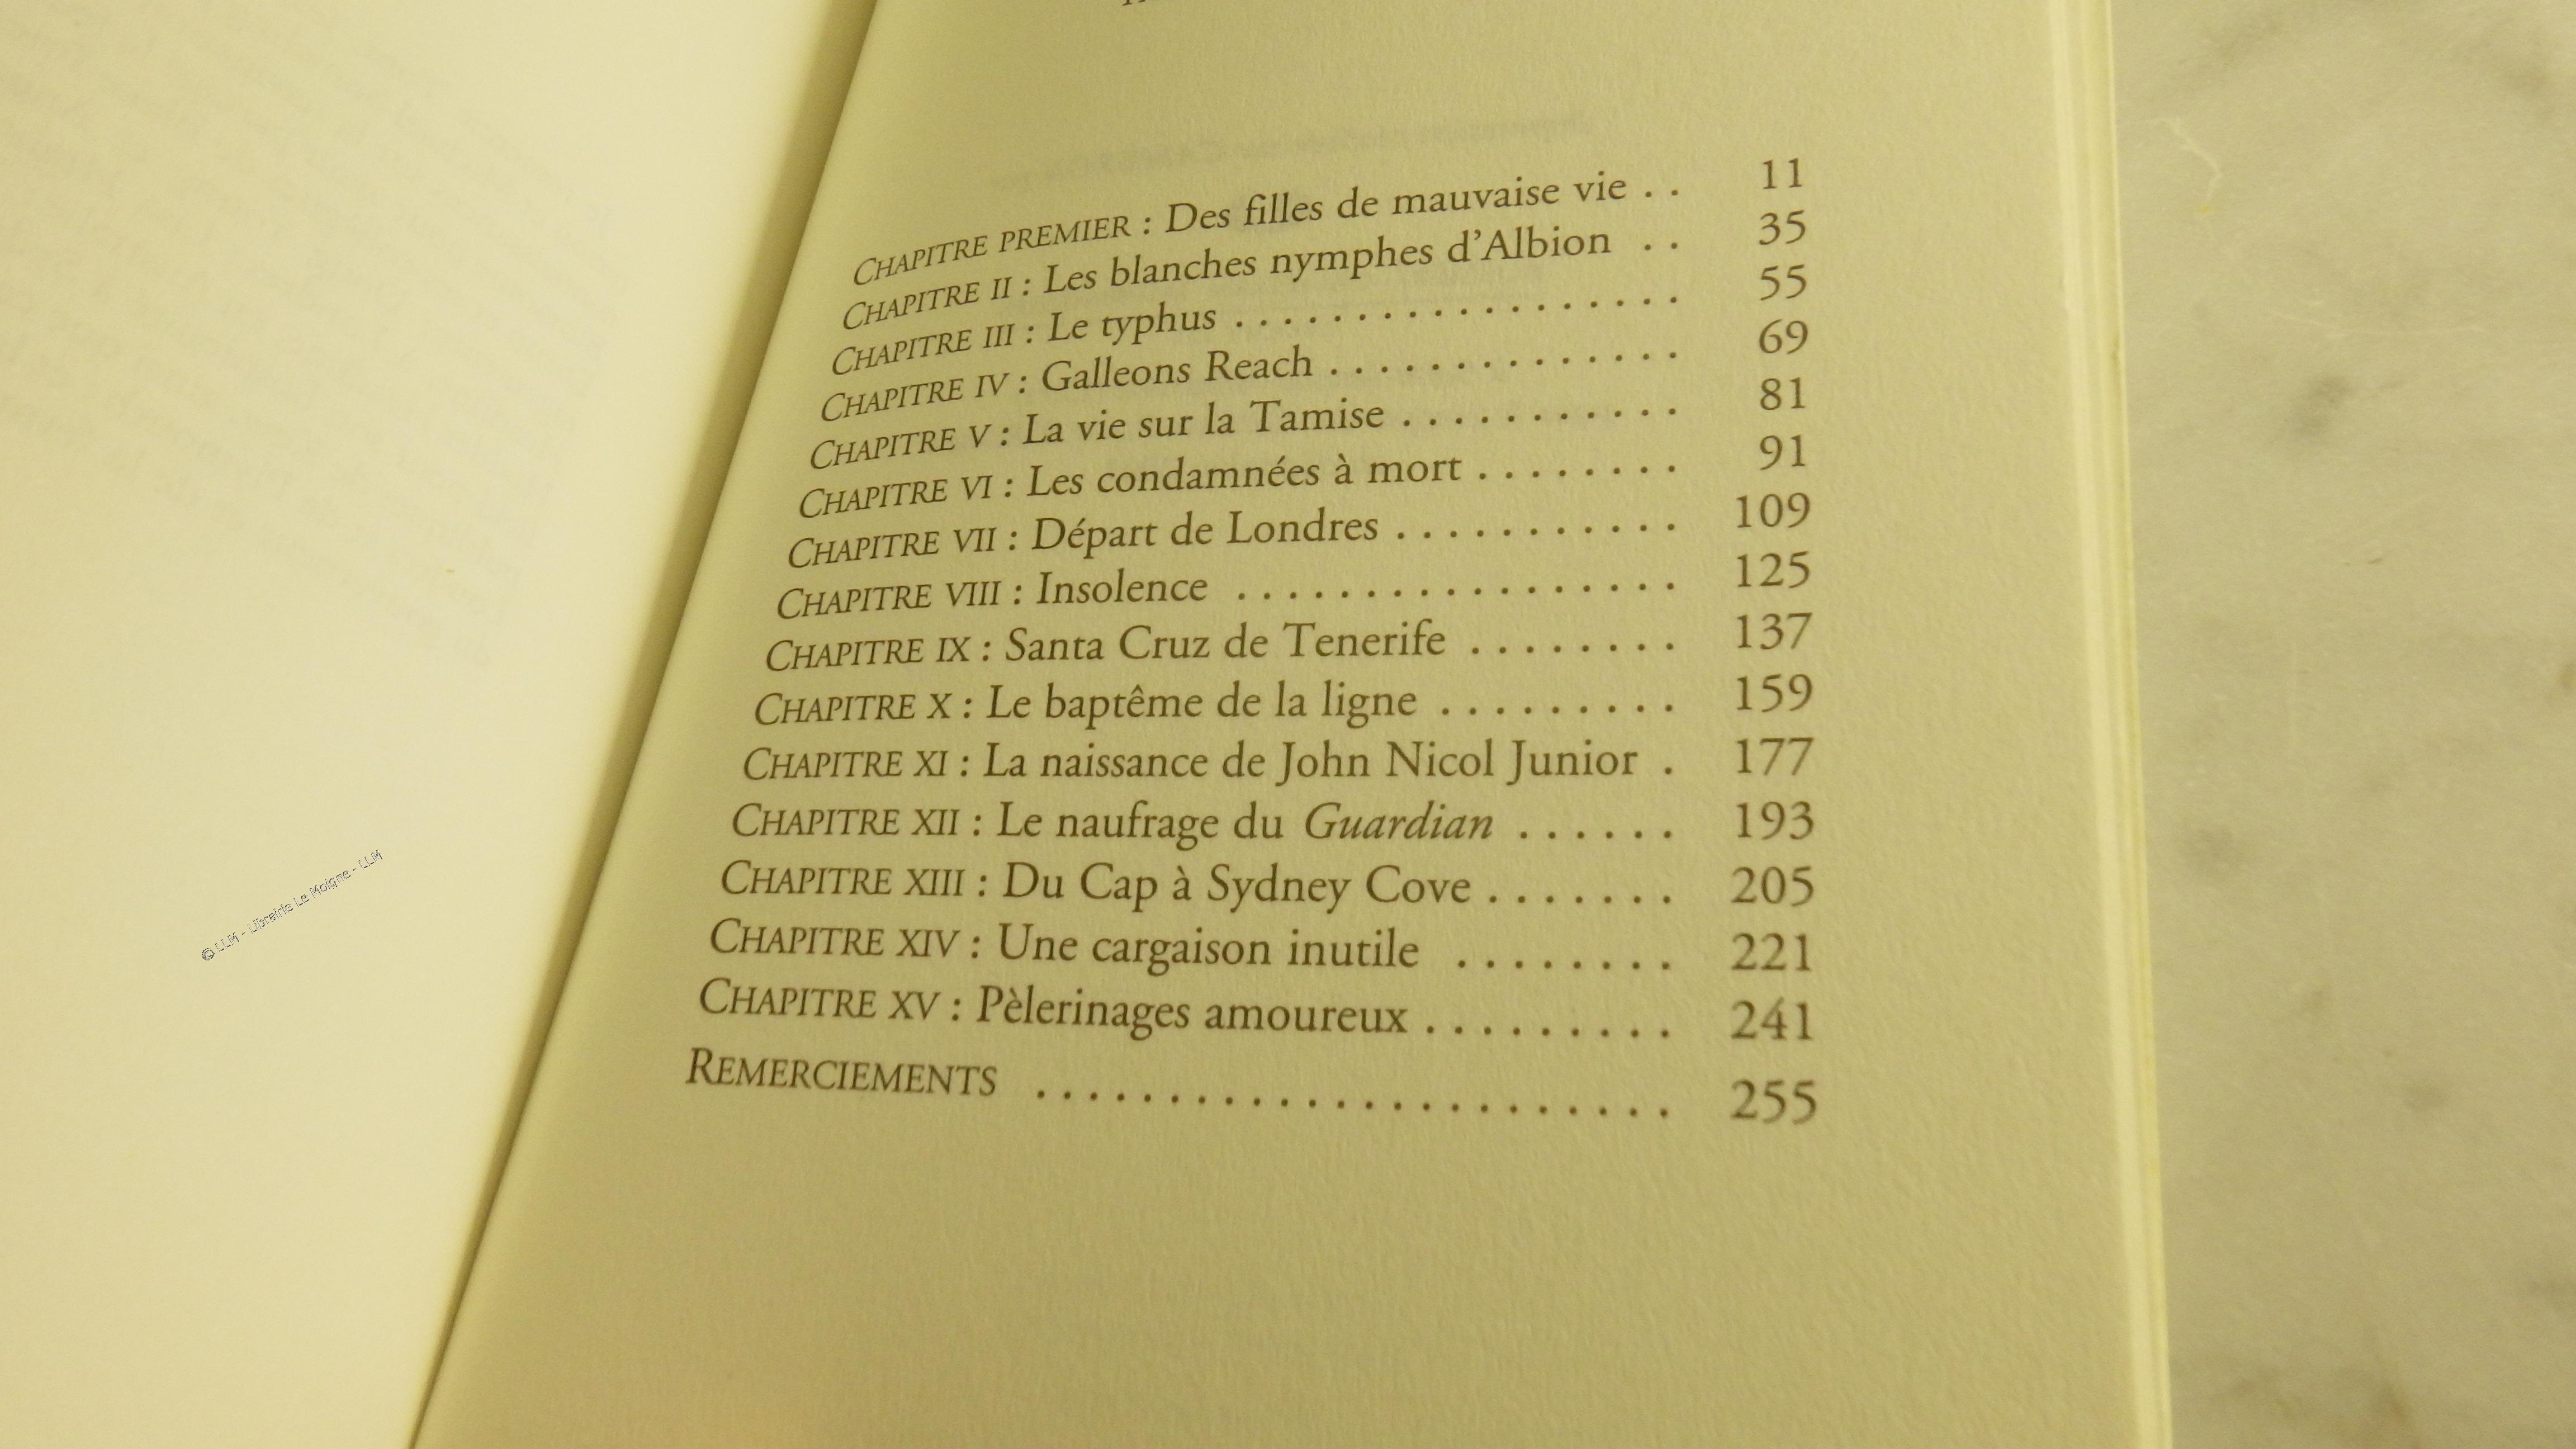 CHAPITRE PREMIER : Des filles de mauvaise vie . . 11
CHAPITRE II : Les blanches nymphes d'Albion . . 35
CHAPITRE III : Le typhus . . . . . . . . . . . . . . . . . . 55
CHAPITRE IV : Galleons Reach . . . . . . . . . . . . . . 69
CHAPITRE V : La vie sur la Tamise . . . . . . . . . . . 81
CHAPITRE VI : Les condamnées à mort . . . . . . . . 91
CHAPITRE VII : Départ de Londres . . . . . . . . . . . 109
CHAPITRE VIII : Insolence . . . . . . . . . . . . . . . . . 125
CHAPITRE IX : Santa Cruz de Tenerife . . . . . . . . 137
CHAPITRE X : Le baptême de la ligne . . . . . . . . . 159
CHAPITRE XI : La naissance de John Nicol Junior . 177
CHAPITRE XII : Le naufrage du Guardian . . . . . . 193
CHAPITRE XIII : Du Cap à Sydney Cove . . . . . . . 205
CHAPITRE XIV : Une cargaison inutile . . . . . . . . 221
CHAPITRE XV : Pèlerinages amoureux . . . . . . . . . 241
REMERCIEMENTS . . . . . . . . . . . . . . . . . . . . . . . . 255
© LLM - Librairie Le Moigne - LLM